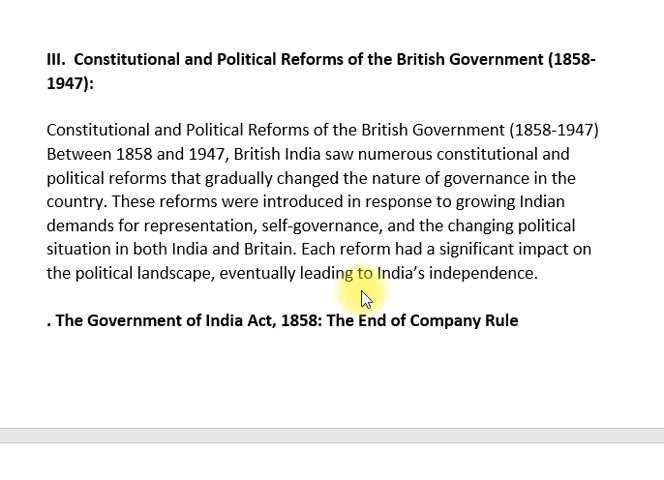 III.  Constitutional and Political Reforms of the British Government (1858-
1947):
Constitutional and Political Reforms of the British Government (1858-1947)
Between 1858 and 1947, British India saw numerous constitutional and
political reforms that gradually changed the nature of governance in the
country. These reforms were introduced in response to growing Indian
demands for representation, self-governance, and the changing political
situation in both India and Britain. Each reform had a significant impact on
the political landscape, eventually leading to India’s independence.
. The Government of India Act, 1858: The End of Company Rule